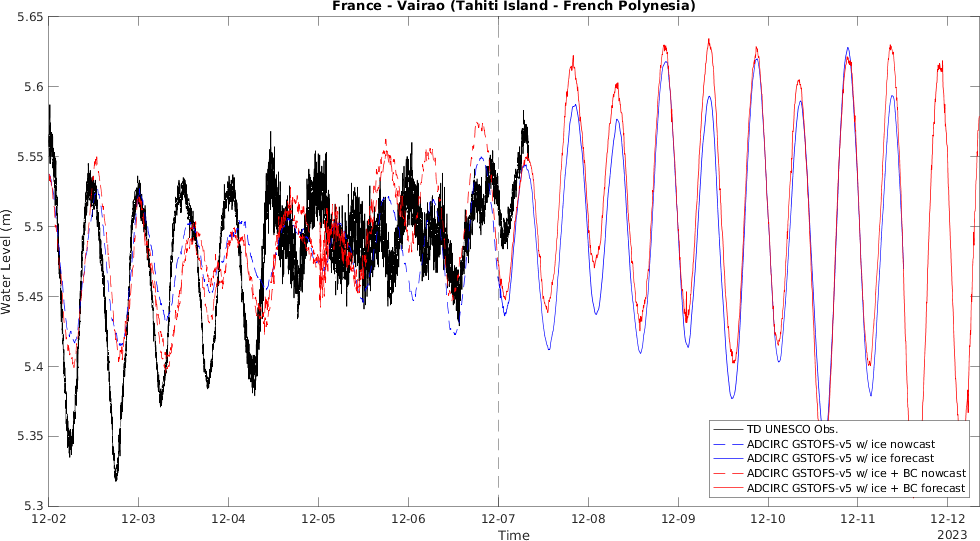 France - Vairao (Tahiti Island - French Polynesia)
5.65
5.6
5.55
5.5
5.45
5.4
5.35
5.3
Water Level (m)
TD UNESCO Obs.
ADCIRC GSTOFS-v5 w/ ice nowcast
ADCIRC GSTOFS-v5 w/ ice forecast
ADCIRC GSTOFS-v5 w/ ice + BC nowcast
ADCIRC GSTOFS-v5 w/ ice + BC forecast
12-02 12-03 12-04 12-05 12-06 12-07 12-08 12-09 12-10 12-11 12-12
Time 2023